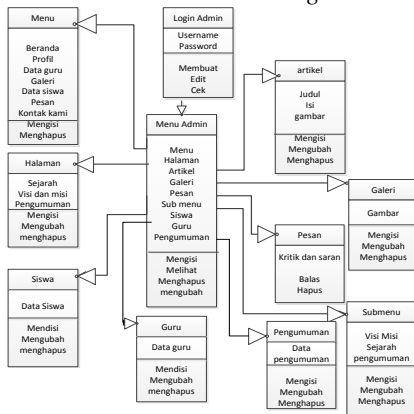 Menu
Beranda
Profil
Data guru
Galeri
Data siswa
Pesan
Kontak kami
Mengisi
Menghapus
Login Admin
Username
Password
Membuat
Edit
Cek
artikel
Judul
Isi
gambar
Mengisi
Mengubah
Menghapus
Menu Admin
Menu
Halaman
Artikel
Galeri
Pesan
Sub menu
Siswa
Guru
Pengumuman
Mengisi
Melihat
Menghapus
mengubah
Halaman
Sejarah
Visi dan misi
Pengumuman
Mengisi
Mengubah
menghapus
Galeri
Gambar
Mengisi
Mengubah
Menghapus
Pesan
Kritik dan saran
Balas
Hapus
Siswa
Data Siswa
Mendisi
Mengubah
menghapus
Guru
Data guru
Mendisi
Mengubah
menghapus
Pengumuman
Data
pengumuman
Mengisi
Mengubah
Menghapus
Submenu
Visi Misi
Sejarah
pengumuman
Mengisi
Mengubah
Menghapus